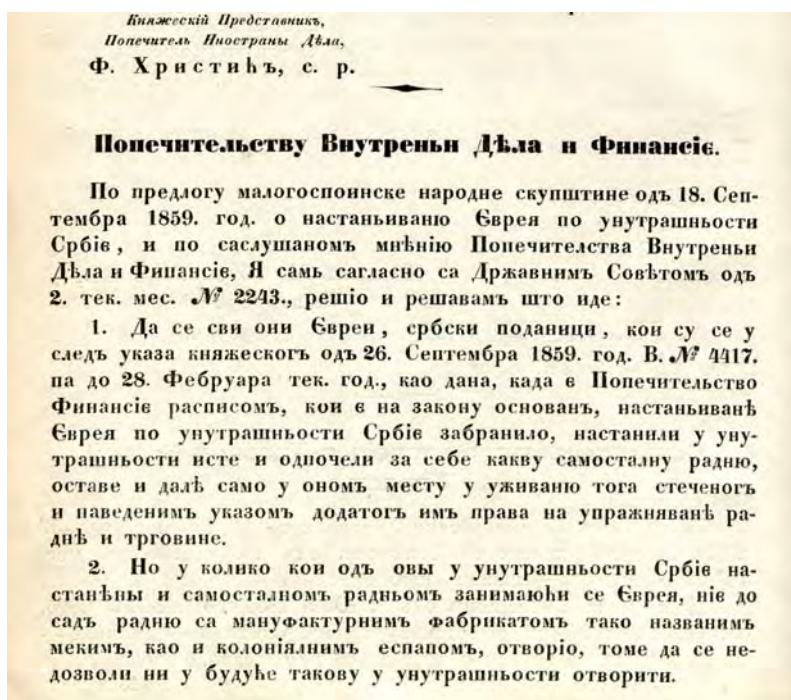 Княжескій Представникъ,
Попечитель Иностраны Дѣла,
Ф. Христићъ, с. р.
Попечительству Внутреньи Дѣла и Финансіє.
По предлогу малогоспоинске народне скупштине одъ 18. Сеп-
тембра 1859. год. о настаньиваню Єврея по унутрашньости
Србіє, и по саслушаномъ мнѣнію Попечителства Внутреньи
Дѣла и Финансіє, Я самь сагласно са Државнимъ Совѣтомъ одъ
2. тек. мес. № 2243., решіо и решавамъ што иде:
1. Да се сви они Євреи, србски поданици, кои су се у
следъ указа княжескогъ одъ 26. Септембра 1859. год. В. № 4417.
па до 28. Фебруара тек. год., као дана, када є Попечительство
Финансіє расписомъ, кои є на закону основанъ, настаньиванѣ
Єврея по унутрашньости Србіє забранило, настанили у уну-
трашньости исте и одпочели за себе какву самосталну радню,
оставе и далѣ само у ономъ месту у уживаню тога стеченогъ
и наведенимъ указомъ додатогъ имъ права на упражняванѣ ра-
днѣ и трговине.
2. Но у колико кои одъ овы у унутрашньости Србіє на-
станѣны и самосталномъ радньомъ занимаюћи се Єврея, ніє до
садъ радню са мануфактурнимъ фабрикатомъ тако названимъ
мекимъ, као и колоніялнимъ еспапомъ, отворіо, томе да се не-
дозволи ни у будуће такову у унутрашньости отворити.